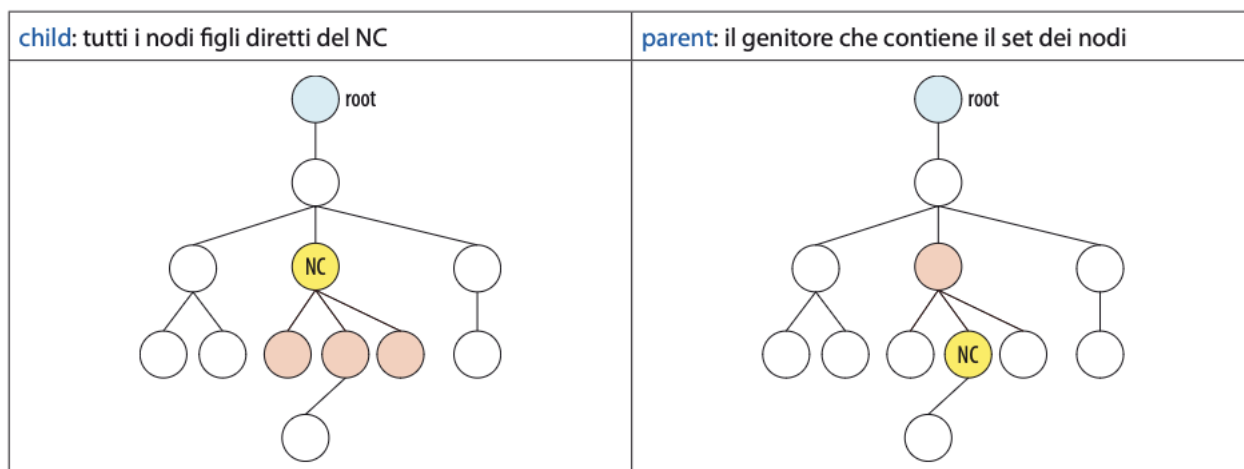 child: tutti i nodi figli diretti del NC
parent: il genitore che contiene il set dei nodi
root
NC
root
NC